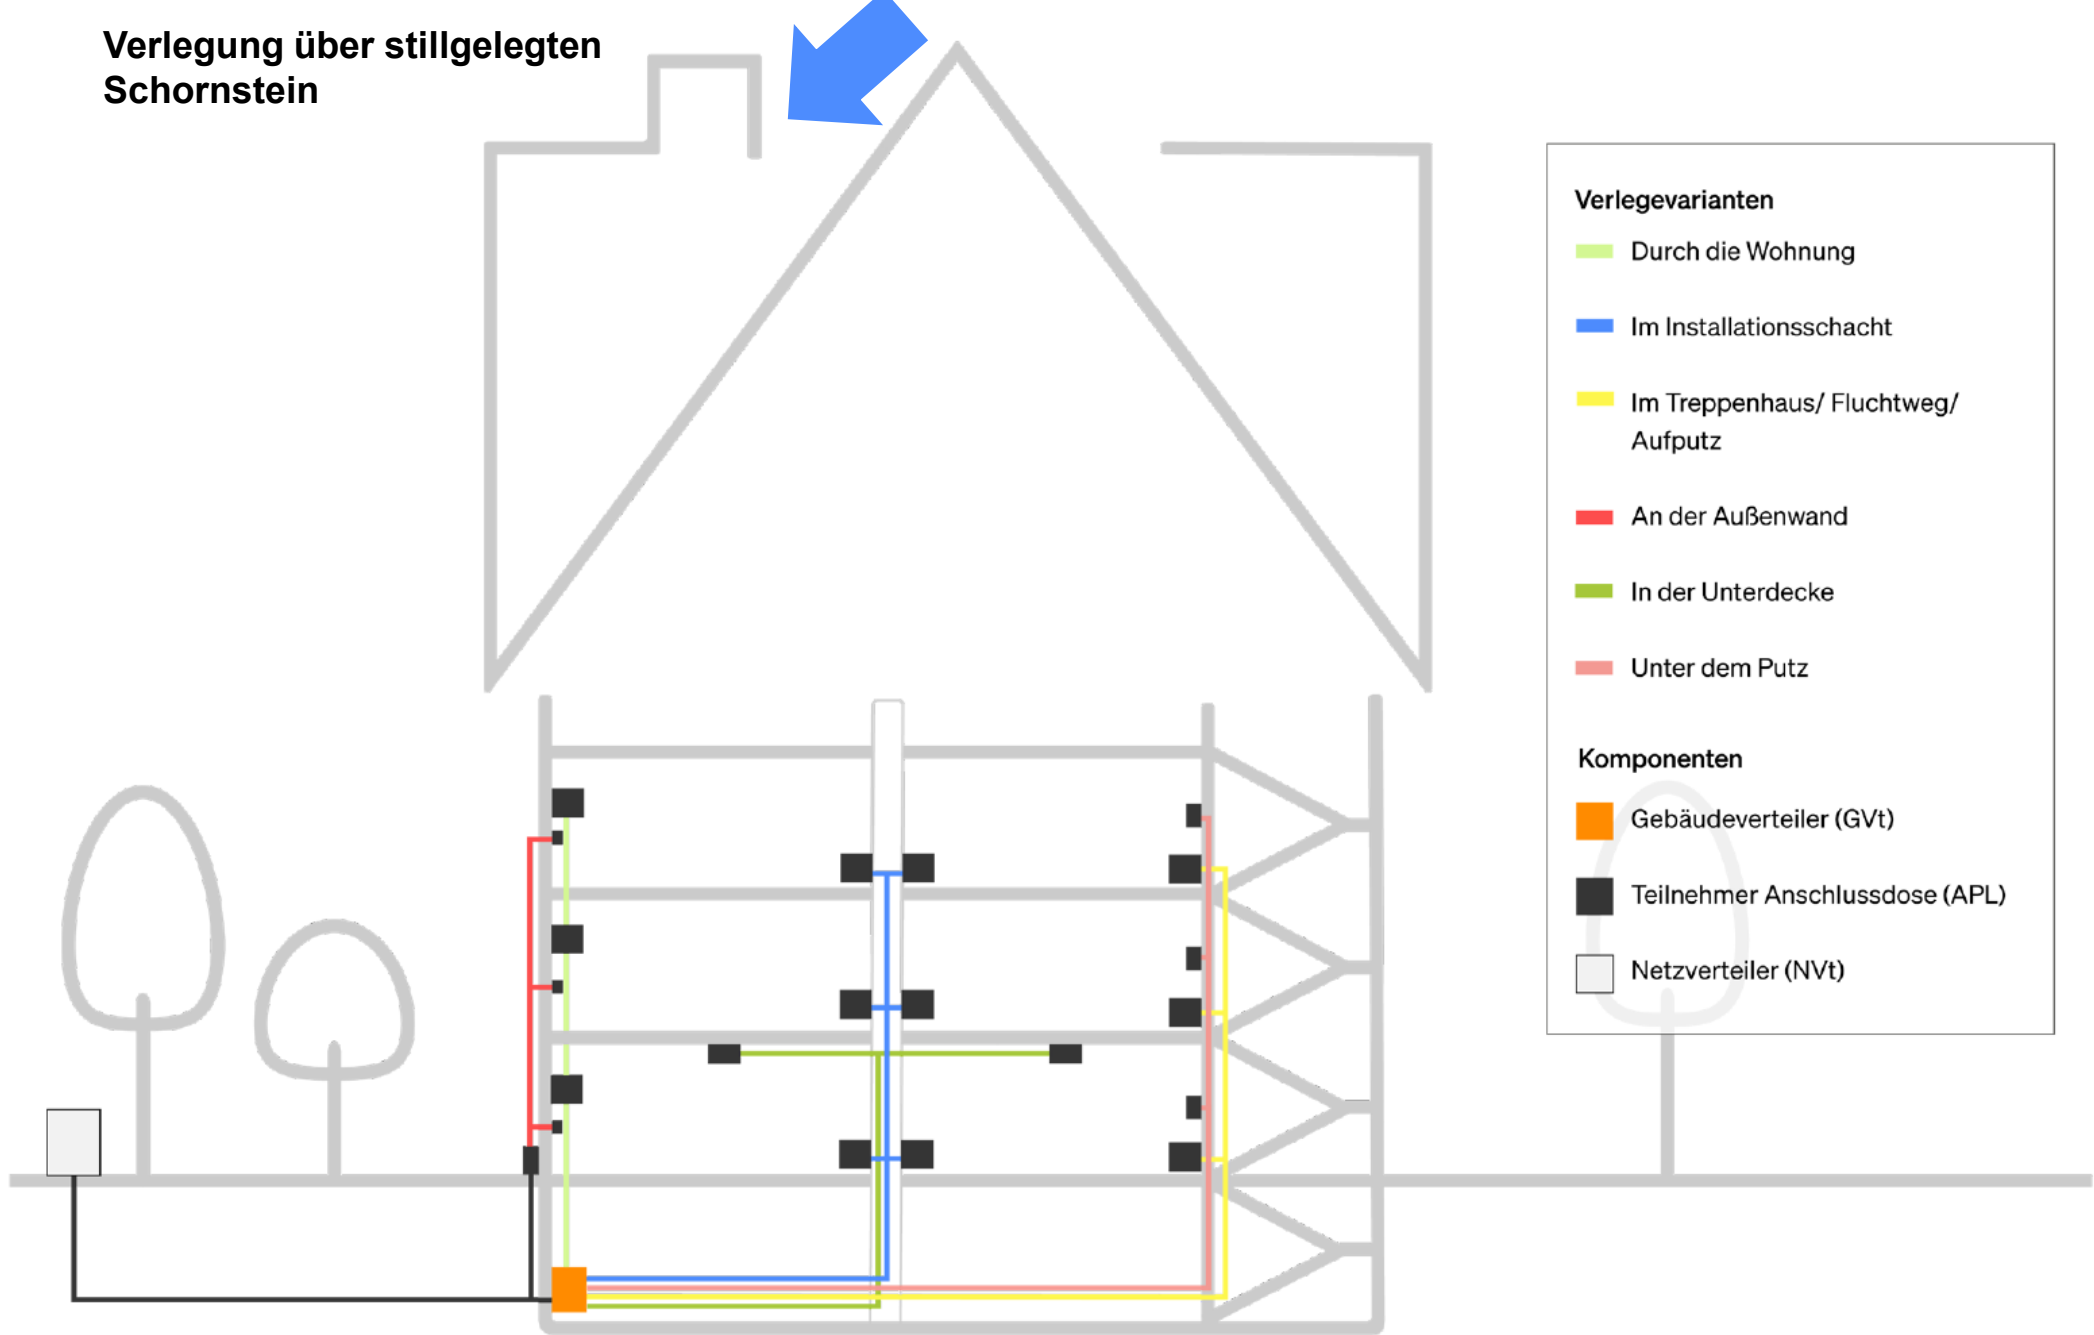 Verlegung über stillgelegten
Schornstein
Verlegevarianten
Durch die Wohnung
Im Installationsschacht
Im Treppenhaus/ Fluchtweg/
Aufputz
An der Außenwand
In der Unterdecke
Unter dem Putz
Komponenten
Gebäudeverteiler (GVt)
Teilnehmer Anschlussdose (APL)
Netzverteiler (NVt)